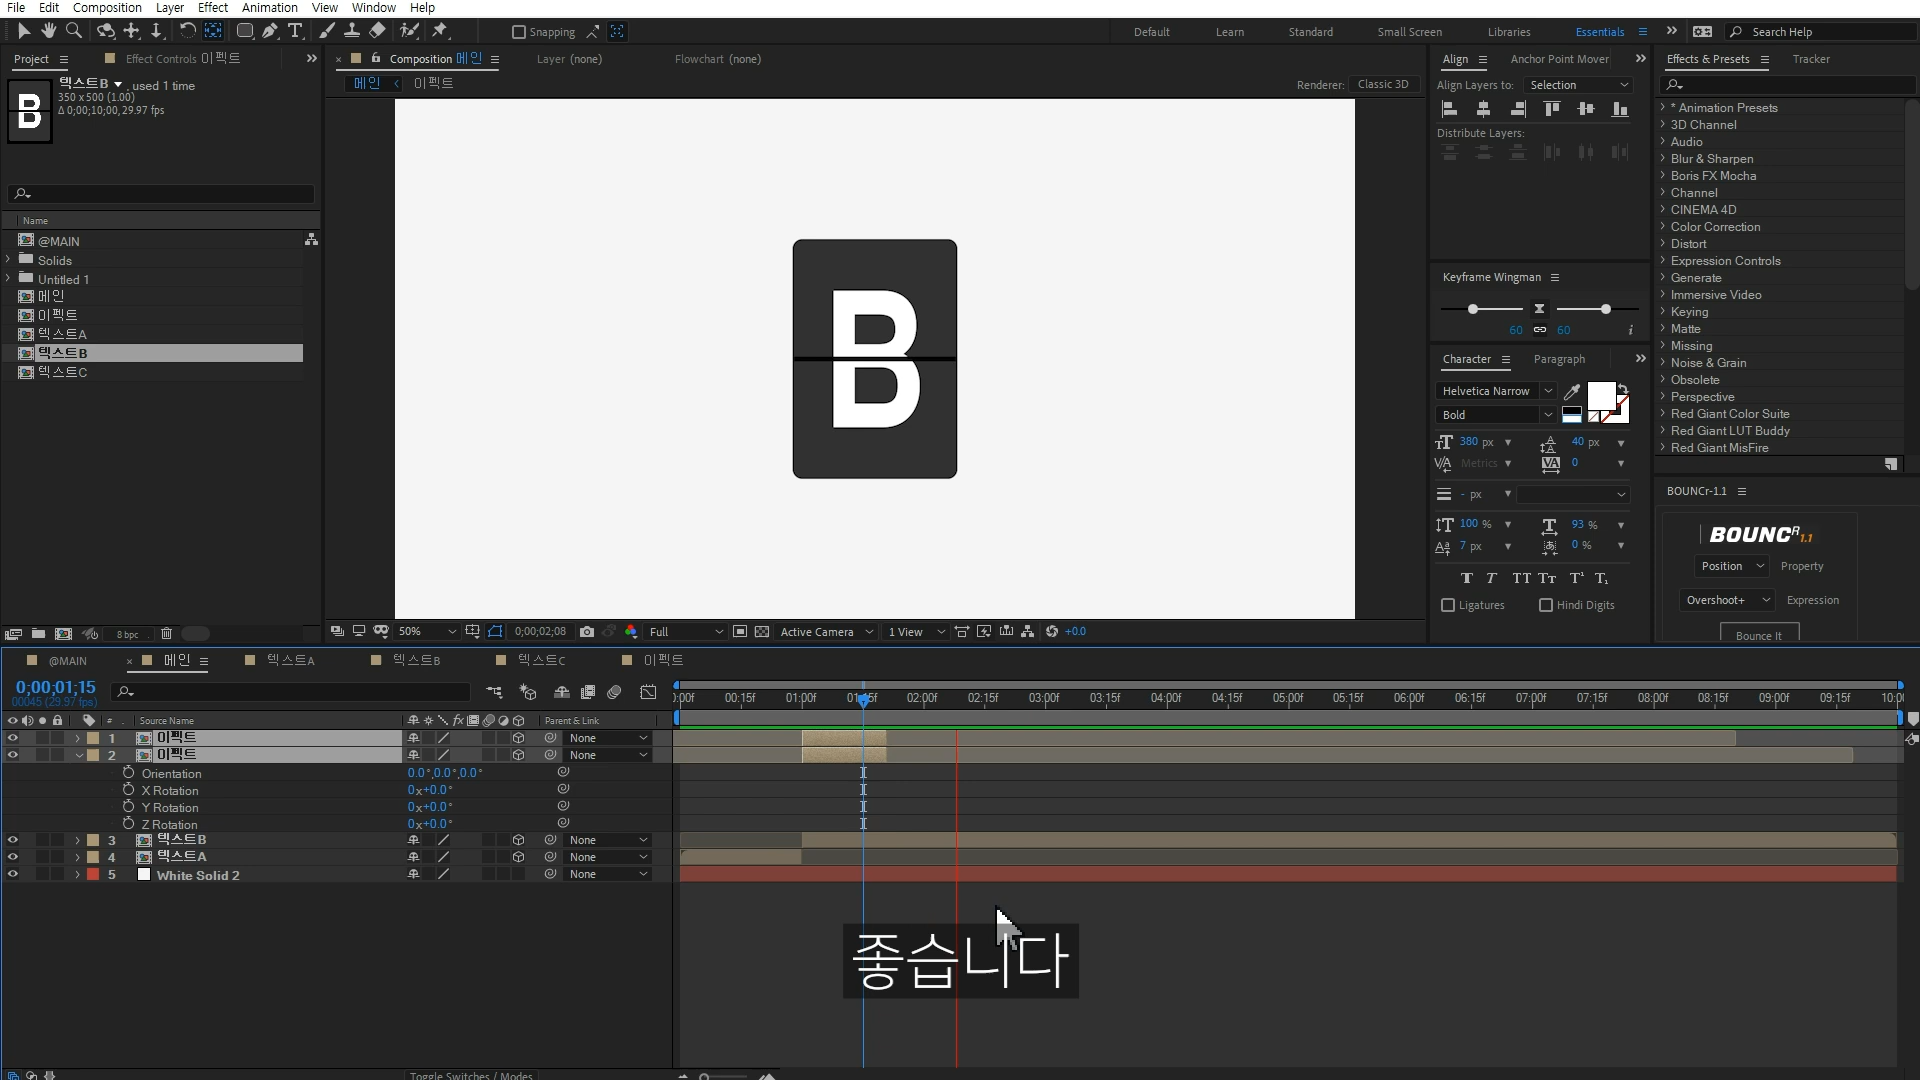 File Edit Composition Layer Effect Animation View Window Help
Snapping
Default Learn Standard Small Screen Libraries Essentials Search Help
Project Effect Controls 이펙트
텍스트B , used 1 time
350 x 500 (1.00)
Δ 0;00;10;00, 29.97 fps
B
Name
@MAIN
Solids
Untitled 1
메인
이펙트
텍스트A
텍스트B
텍스트C
8 bpc
Composition 메인 Layer (none) Flowchart (none)
메인 이펙트
Renderer: Classic 3D
B
50% 0;00;02;08 Full Active Camera 1 View +0.0
Align Anchor Point Mover
Align Layers to: Selection
Distribute Layers:
Keyframe Wingman
60 60
Character Paragraph
Helvetica Narrow
Bold
380 px 40 px
Metrics 0
- px
100 % 93 %
7 px 0 %
Ligatures Hindi Digits
Effects & Presets Tracker
* Animation Presets
3D Channel
Audio
Blur & Sharpen
Boris FX Mocha
Channel
CINEMA 4D
Color Correction
Distort
Expression Controls
Generate
Immersive Video
Keying
Matte
Missing
Noise & Grain
Obsolete
Perspective
Red Giant Color Suite
Red Giant LUT Buddy
Red Giant MisFire
BOUNCr-1.1
BOUNCR 1.1
Position Property
Overshoot+ Expression
Bounce It
@MAIN 메인 텍스트A 텍스트B 텍스트C 이펙트
0;00;01;15
00045 (29.97 fps)
:00f 00:15f 01:00f 01:15f 02:00f 02:15f 03:00f 03:15f 04:00f 04:15f 05:00f 05:15f 06:00f 06:15f 07:00f 07:15f 08:00f 08:15f 09:00f 09:15f 10:0
# Source Name Parent & Link
1 이펙트 None
2 이펙트 None
Orientation 0.0°,0.0°,0.0°
X Rotation 0x+0.0°
Y Rotation 0x+0.0°
Z Rotation 0x+0.0°
3 텍스트B None
4 텍스트A None
5 White Solid 2 None
좋습니다
Toggle Switches / Modes